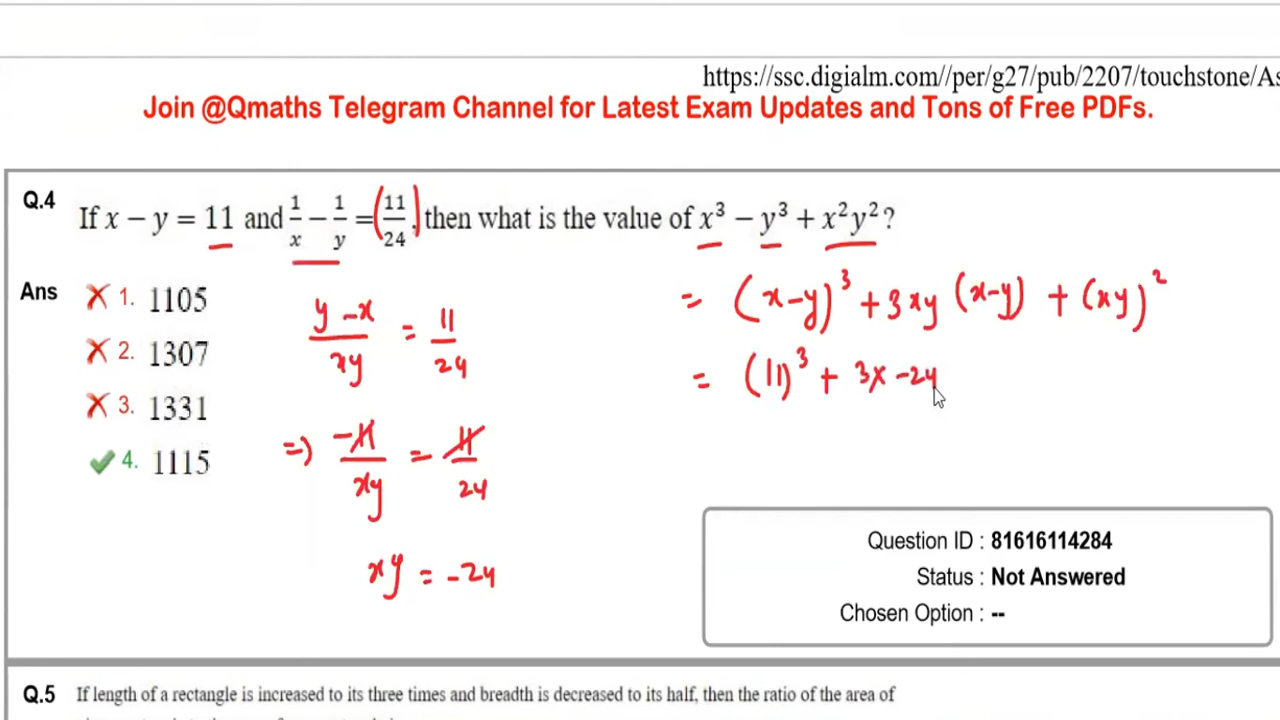 https://ssc.digialm.com//per/g27/pub/2207/touchstone/As
Join @Qmaths Telegram Channel for Latest Exam Updates and Tons of Free PDFs.
Q.4 If x − y = 11 and 1/x − 1/y = (11/24), then what is the value of x³ − y³ + x²y²?
Ans
1. 1105
2. 1307
3. 1331
4. 1115
y-x/xy = 11/24
=) -11/xy = 11/24
xy = -24
= (x-y)³ + 3xy (x-y) + (xy)²
= (11)³ + 3x -24
Question ID : 81616114284
Status : Not Answered
Chosen Option : --
Q.5 If length of a rectangle is increased to its three times and breadth is decreased to its half, then the ratio of the area of